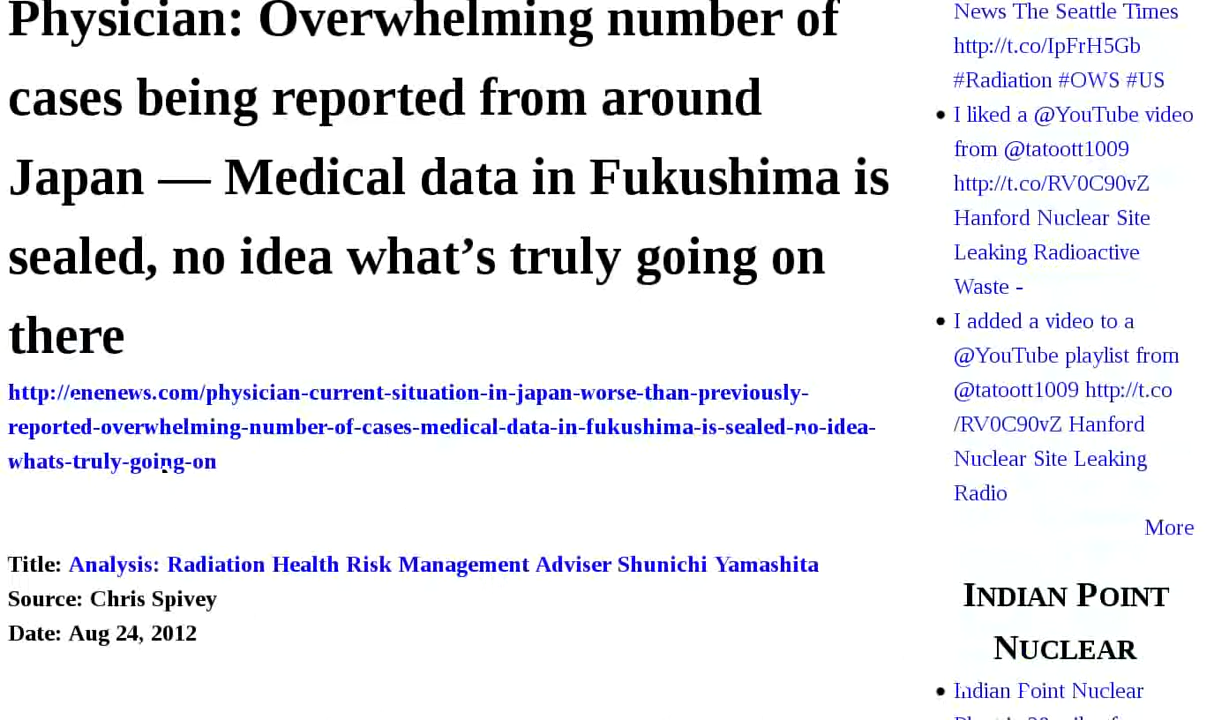 Physician: Overwhelming number of
cases being reported from around
Japan — Medical data in Fukushima is
sealed, no idea what’s truly going on
there
http://enenews.com/physician-current-situation-in-japan-worse-than-previously-
reported-overwhelming-number-of-cases-medical-data-in-fukushima-is-sealed-no-idea-
whats-truly-going-on
Title: Analysis: Radiation Health Risk Management Adviser Shunichi Yamashita
Source: Chris Spivey
Date: Aug 24, 2012
News The Seattle Times
http://t.co/IpFrH5Gb
#Radiation #OWS #US
• I liked a @YouTube video
from @tatoott1009
http://t.co/RV0C90vZ
Hanford Nuclear Site
Leaking Radioactive
Waste -
• I added a video to a
@YouTube playlist from
@tatoott1009 http://t.co
/RV0C90vZ Hanford
Nuclear Site Leaking
Radio
More
INDIAN POINT
NUCLEAR
• Indian Point Nuclear